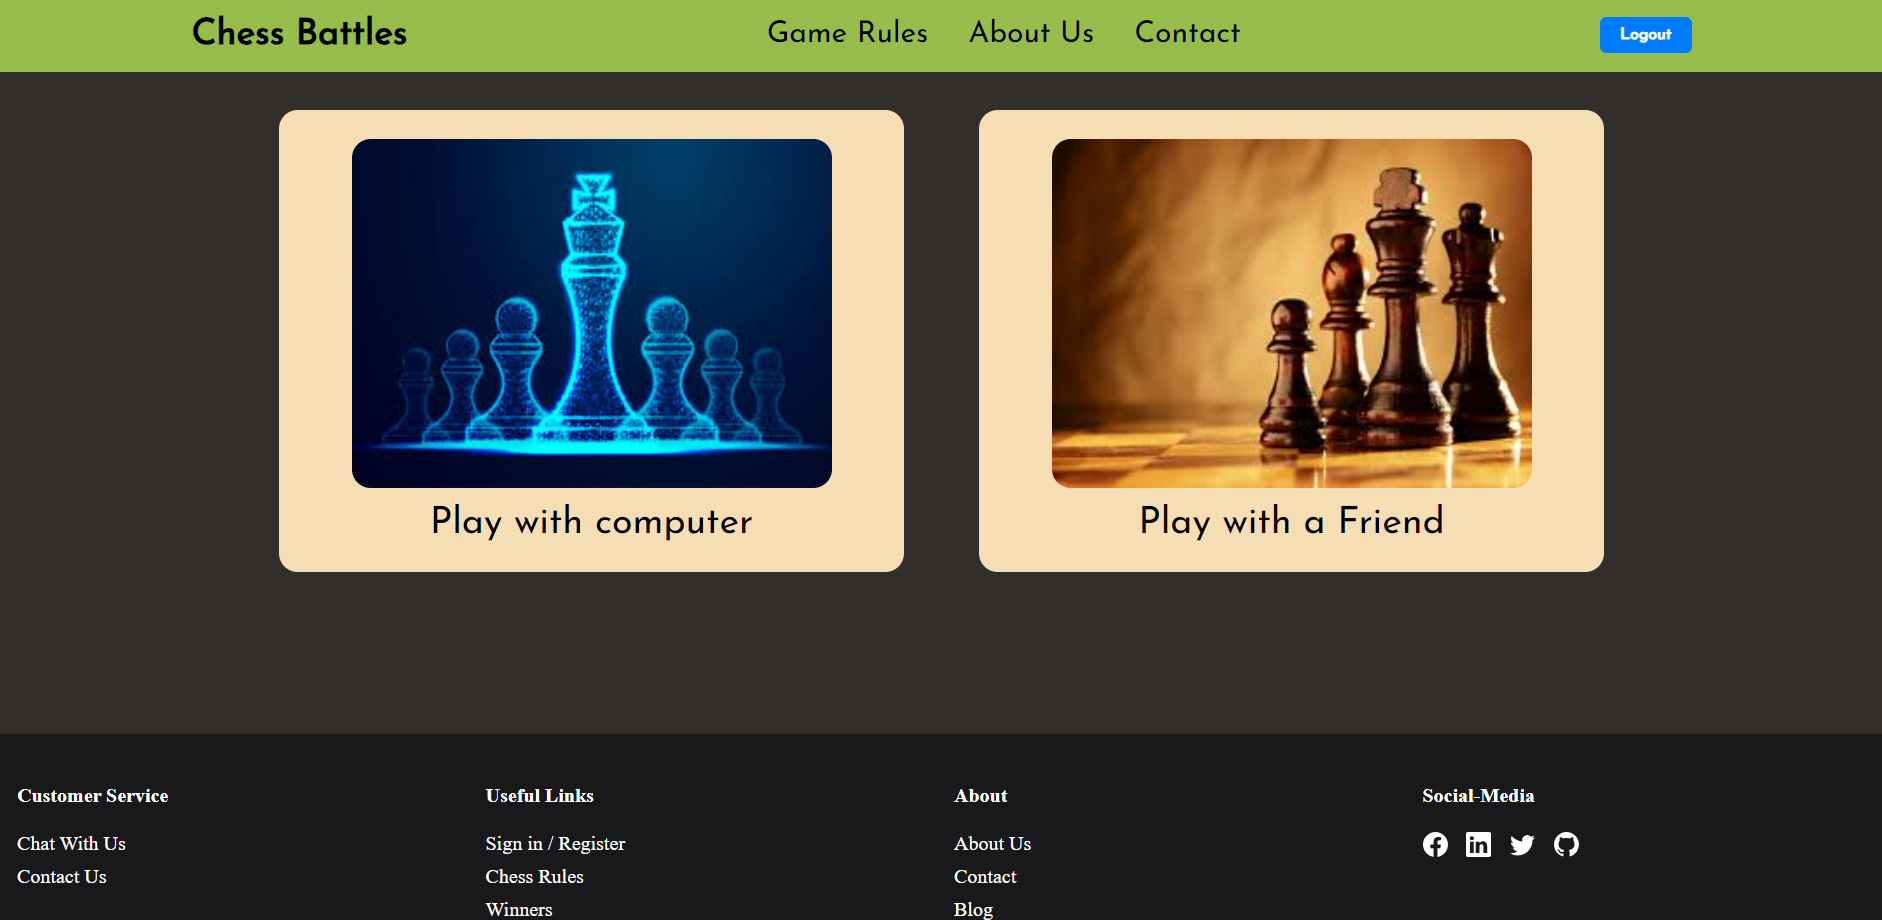 Chess Battles
Game Rules
About Us
Contact
Logout
Play with computer
Play with a Friend
Customer Service
Chat With Us
Contact Us
Useful Links
Sign in / Register
Chess Rules
Winners
About
About Us
Contact
Blog
Social-Media
in